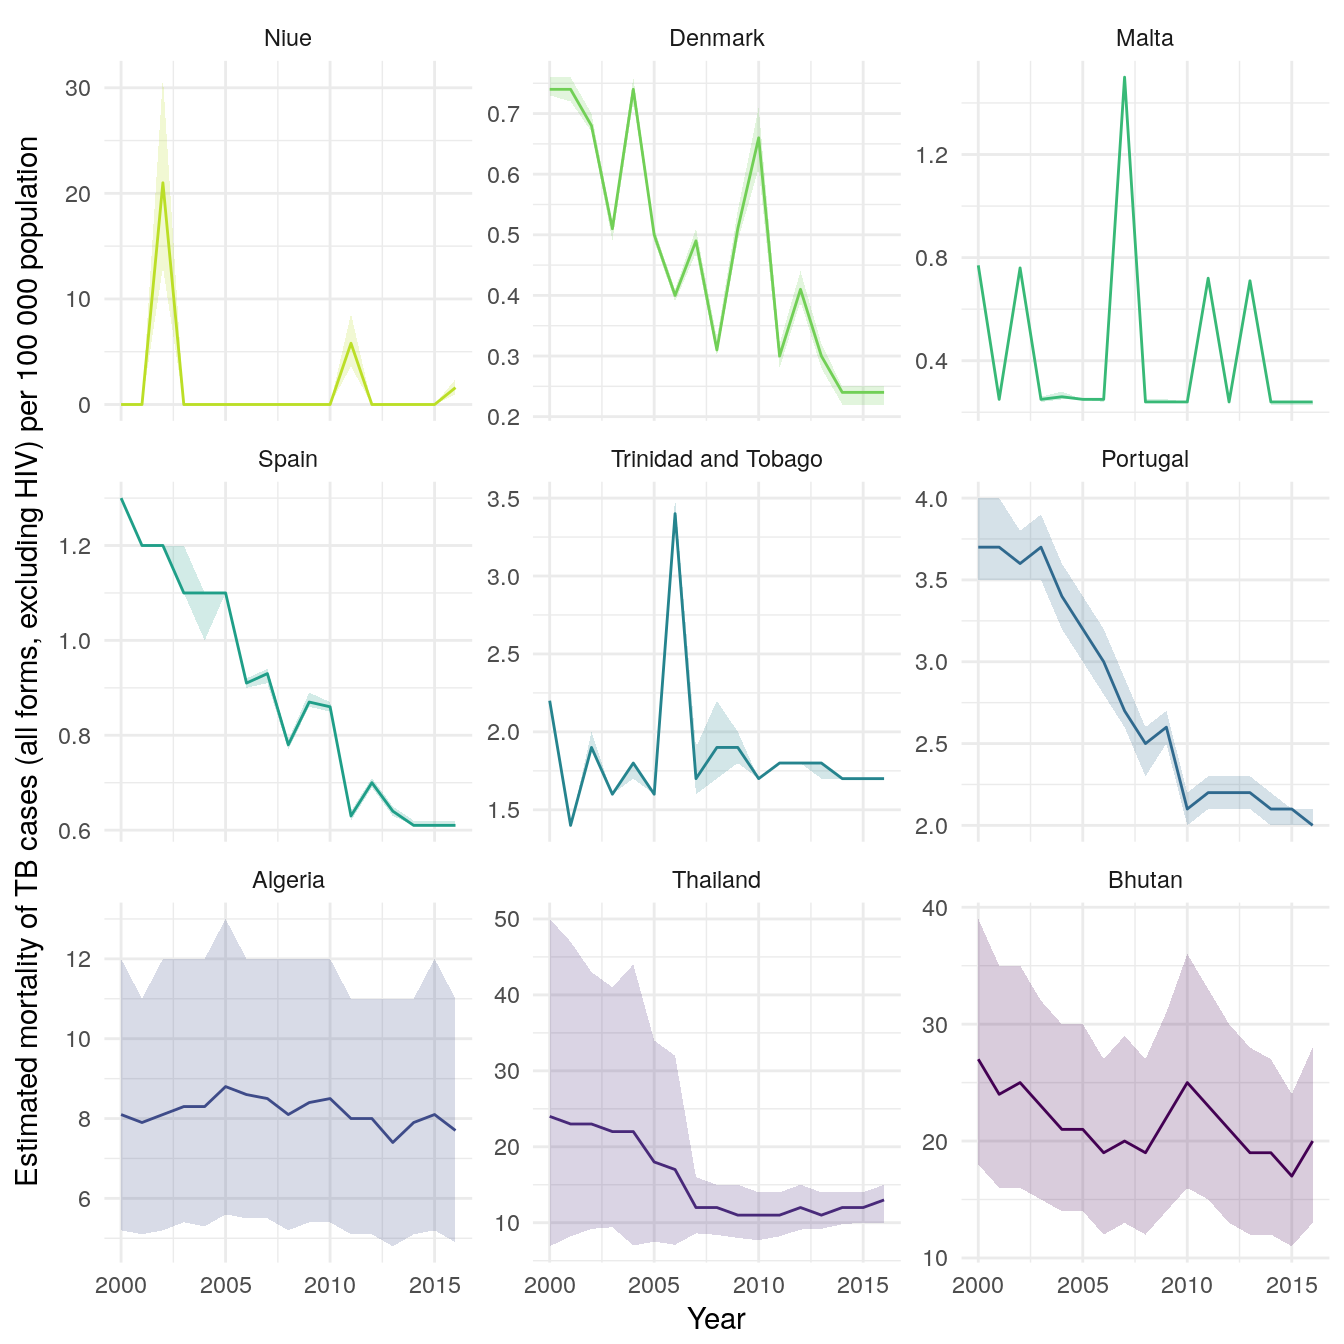 Niue
Denmark
Malta
30
20
10
0
0.7
0.6
0.5
0.4
0.3
0.2
1.2
0.8
0.4
Spain
Trinidad and Tobago
Portugal
1.2
1.0
0.8
0.6
3.5
3.0
2.5
2.0
1.5
4.0
3.5
3.0
2.5
2.0
Algeria
Thailand
Bhutan
12
10
8
6
50
40
30
20
10
40
30
20
10
2000 2005 2010 2015
2000 2005 2010 2015
2000 2005 2010 2015
Year
Estimated mortality of TB cases (all forms, excluding HIV) per 100 000 population